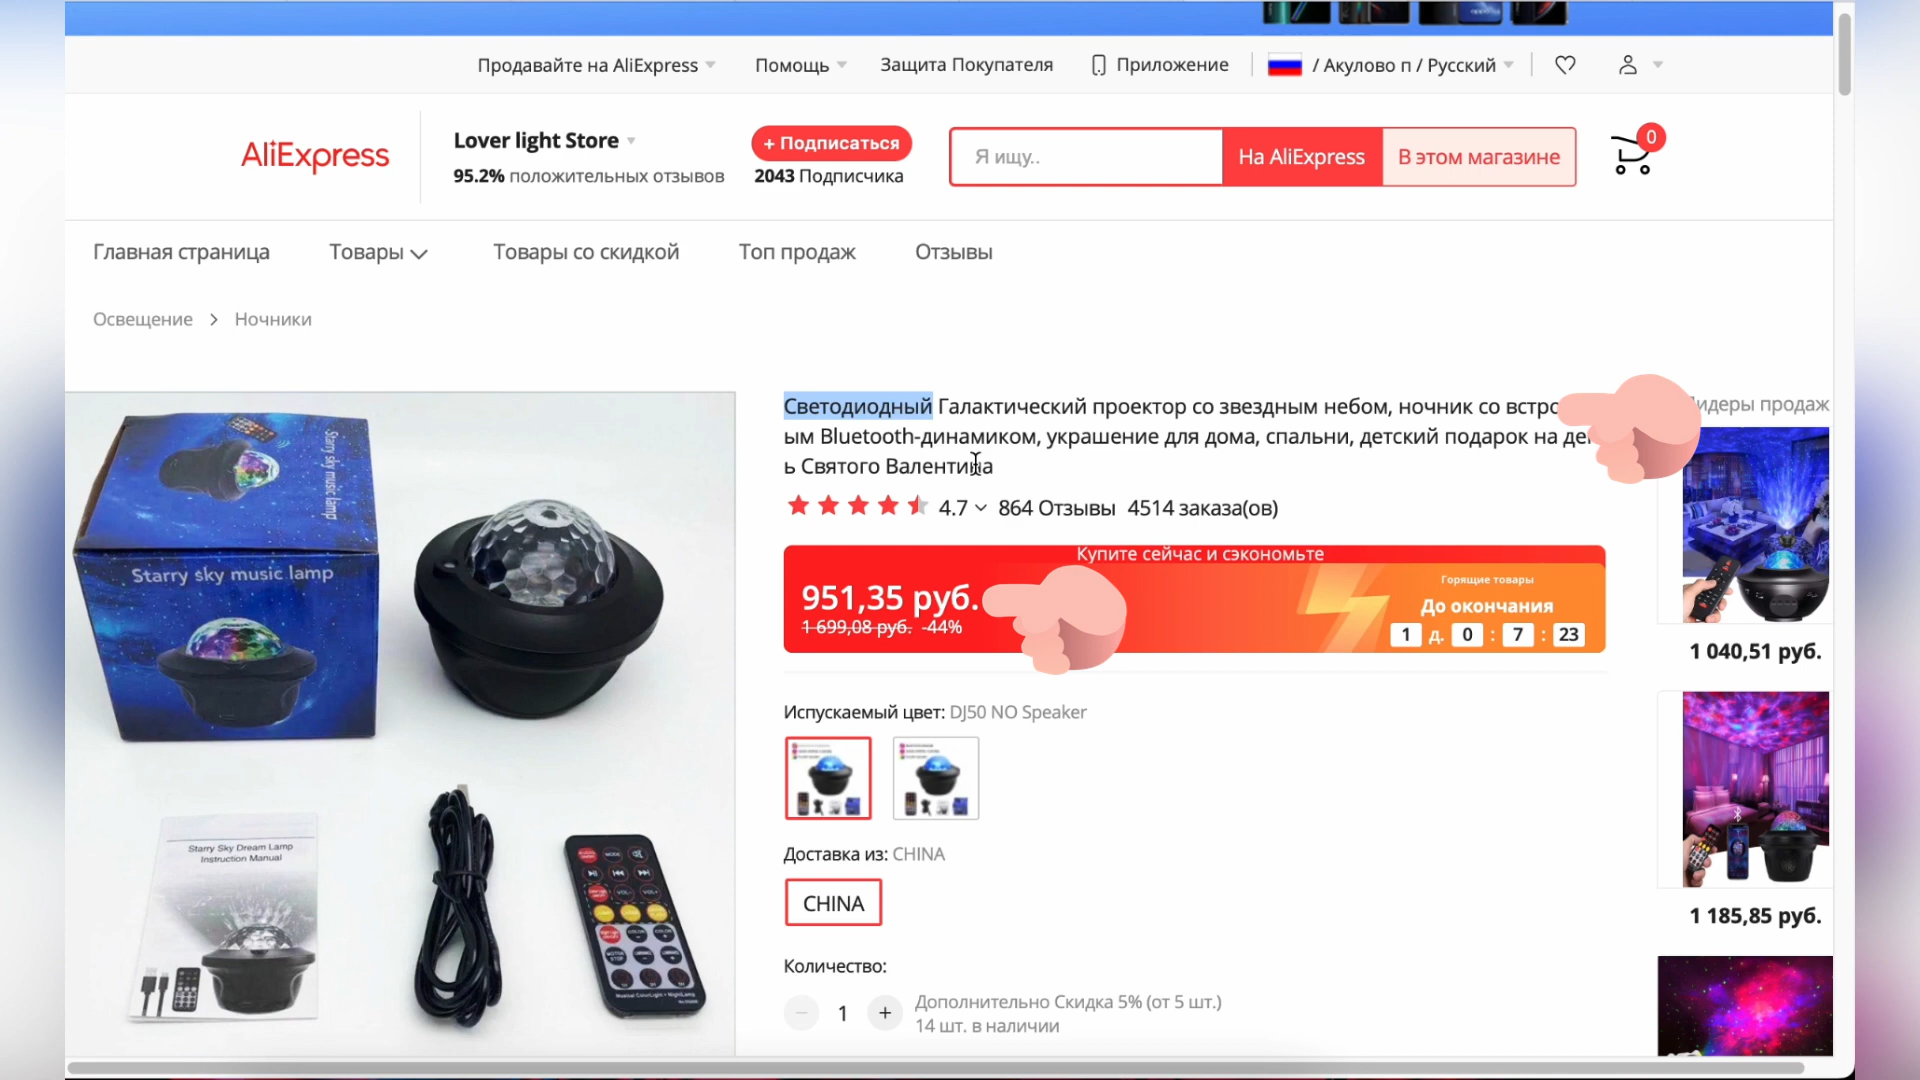 Продавайте на AliExpress
Помощь
Защита Покупателя
Приложение
/ Акулово п / Русский
AliExpress
Lover light Store
95.2% положительных отзывов
+ Подписаться
2043 Подписчика
Я ищу..
На AliExpress
В этом магазине
0
Главная страница
Товары
Товары со скидкой
Топ продаж
Отзывы
Освещение > Ночники
Светодиодный Галактический проектор со звездным небом, ночник со встро
ым Bluetooth-динамиком, украшение для дома, спальни, детский подарок на де
ь Святого Валентина
4.7 864 Отзывы 4514 заказа(ов)
Купите сейчас и сэкономьте
951,35 руб.
1 699,08 руб. -44%
Горящие товары
До окончания
1 д. 0 : 7 : 23
Испускаемый цвет: DJ50 NO Speaker
Доставка из: CHINA
CHINA
Количество:
− 1 +
Дополнительно Скидка 5% (от 5 шт.)
14 шт. в наличии
идеры продаж
1 040,51 руб.
1 185,85 руб.
Starry sky music lamp
Starry sky music lamp
Starry Sky Dream Lamp
Instruction Manual